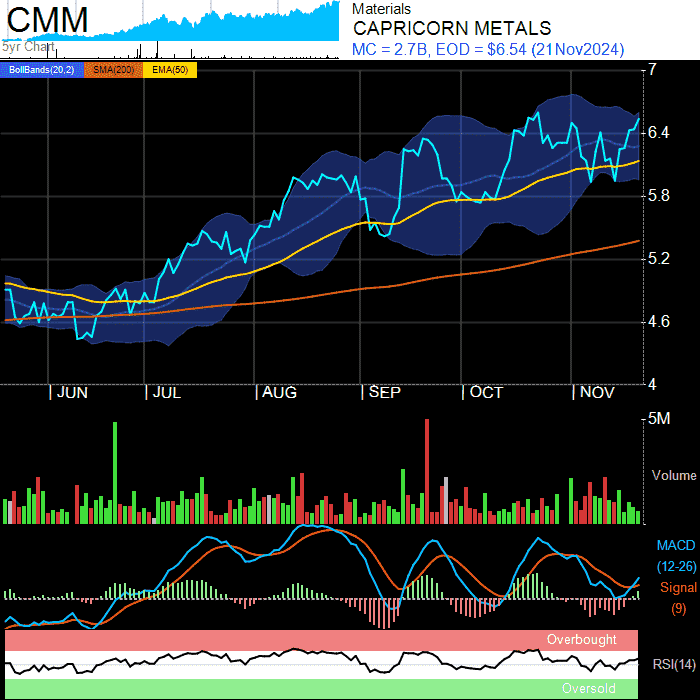 CMM
5yr Chart
Materials
CAPRICORN METALS
MC = 2.7B, EOD = $6.54 (21Nov2024)
BollBands(20,2) SMA(200) EMA(50)
7
6.4
5.8
5.2
4.6
4
JUN JUL AUG SEP OCT NOV
5M
Volume
MACD
(12-26)
Signal
(9)
Overbought
RSI(14)
Oversold